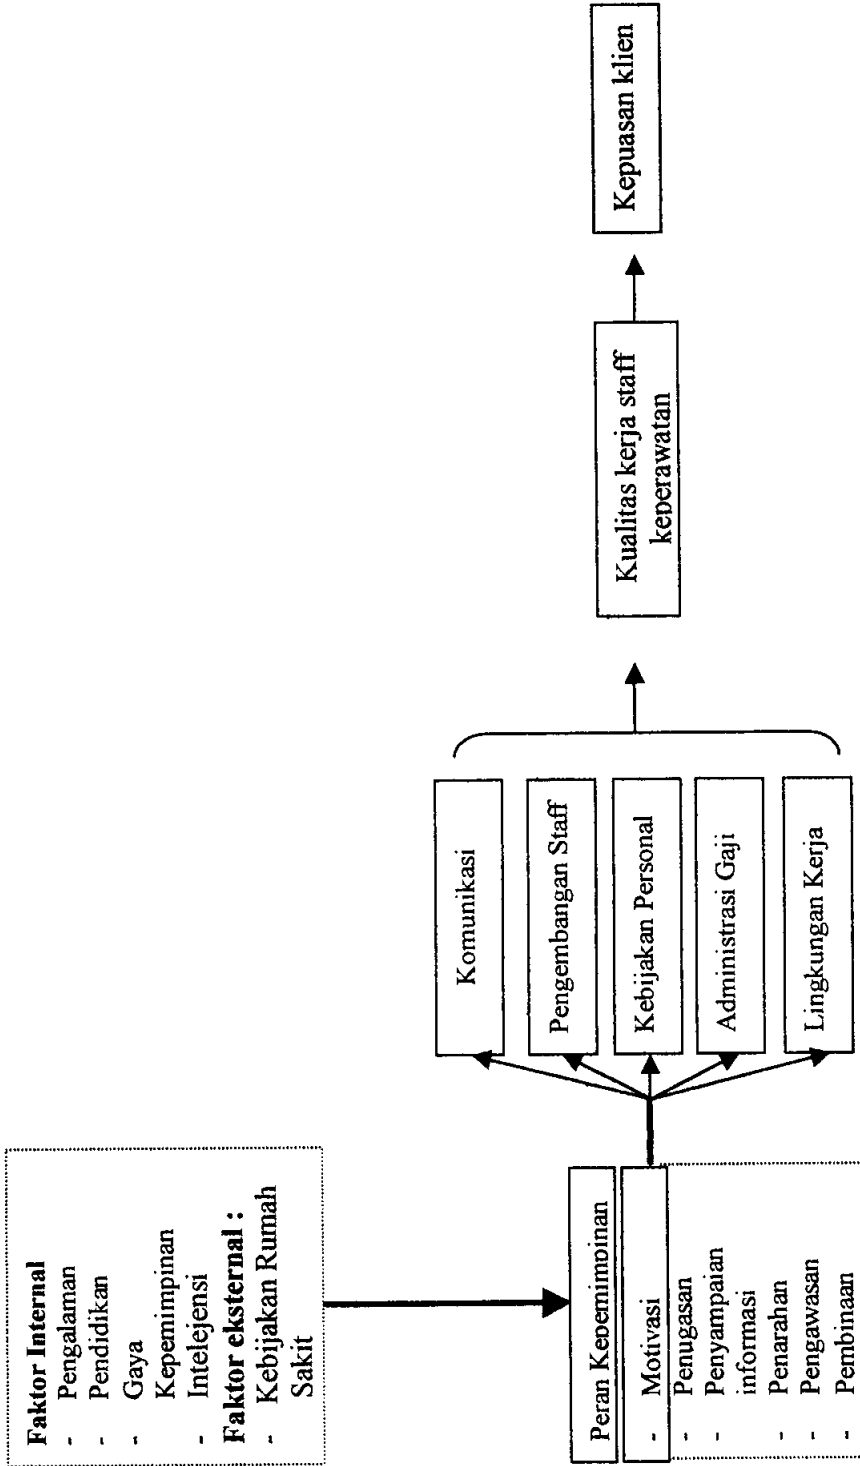 Faktor Internal
- Pengalaman
- Pendidikan
- Gaya
Kepemimpinan
- Intelejensi
Faktor eksternal :
- Kebijakan Rumah
Sakit
Peran Kepemimpinan
- Motivasi
- Penugasan
- Penyampaian
informasi
- Penarahan
- Pengawasan
- Pembinaan
Komunikasi
Pengembangan Staff
Kebijakan Personal
Administrasi Gaji
Lingkungan Kerja
Kualitas kerja staff
keperawatan
Kepuasan klien